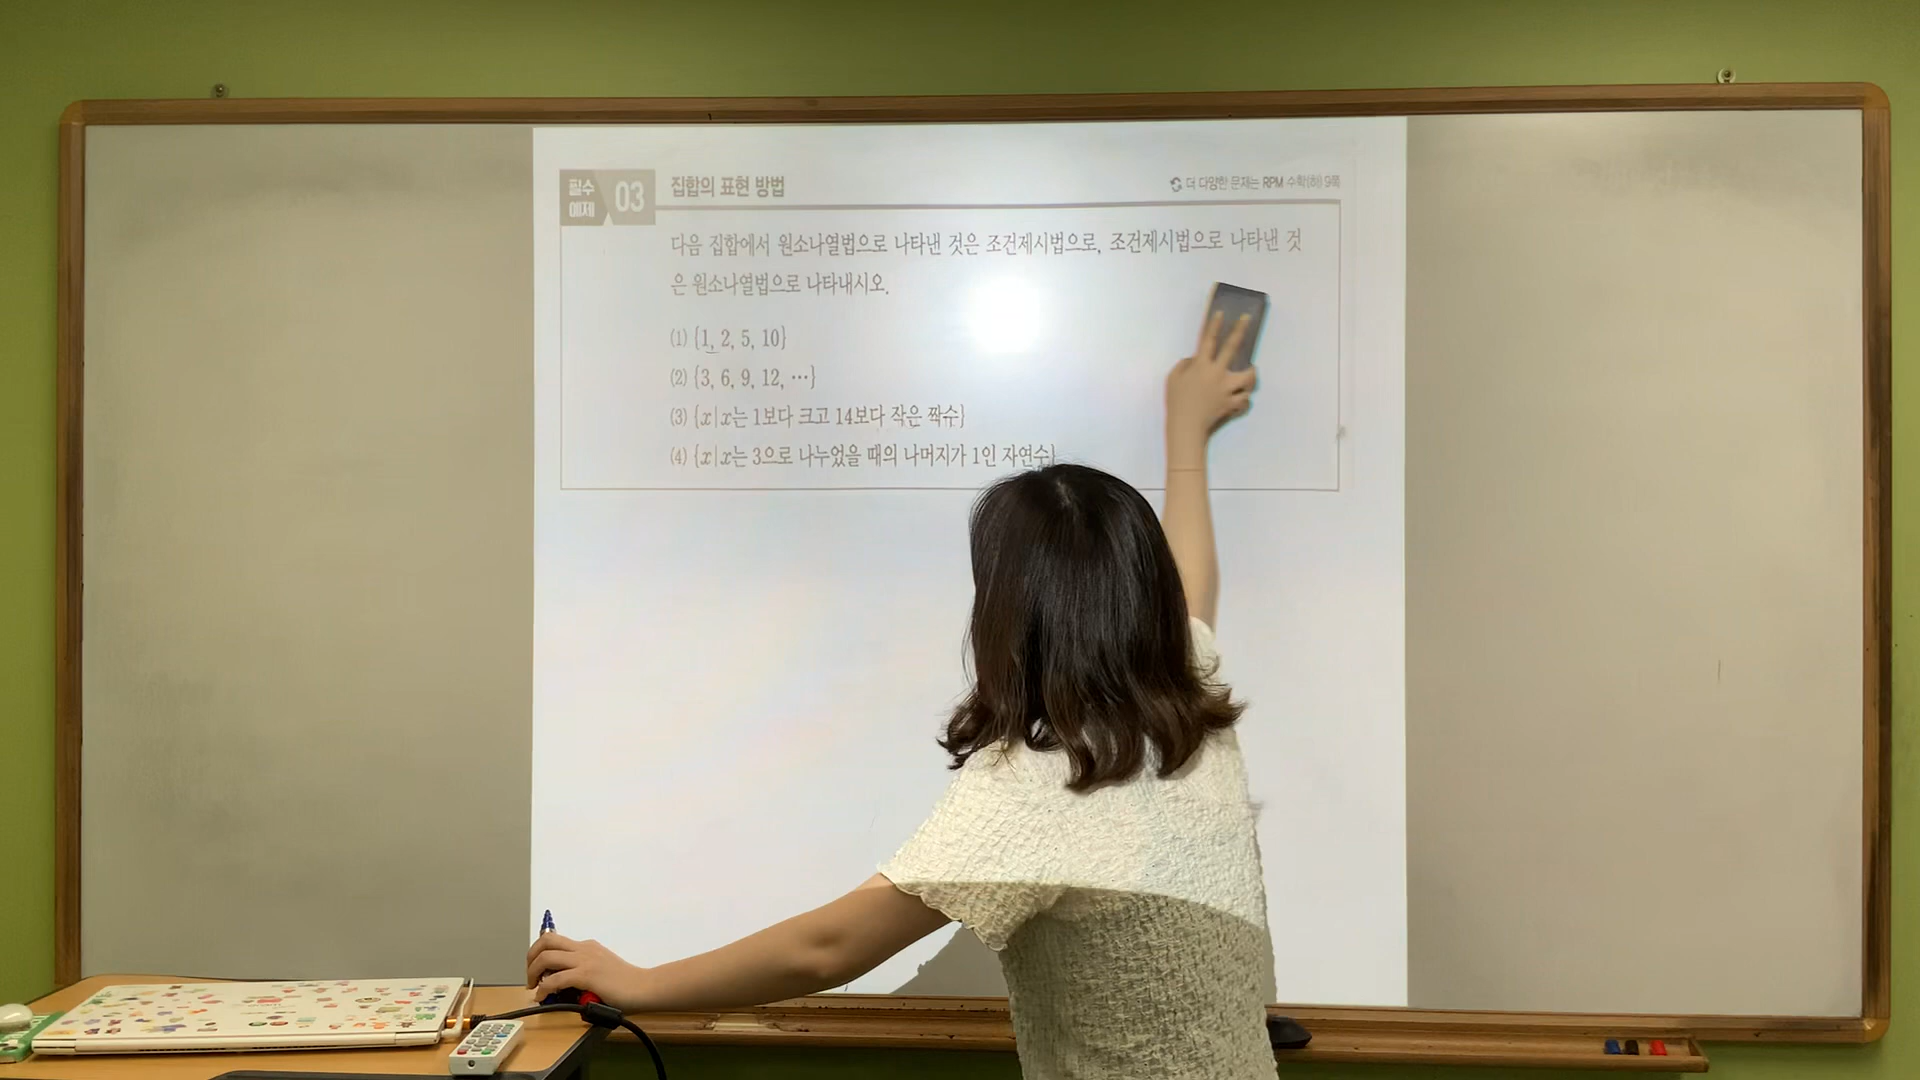 필수 예제 03 집합의 표현 방법
더 다양한 문제는 RPM 수학(하) 9쪽
다음 집합에서 원소나열법으로 나타낸 것은 조건제시법으로, 조건제시법으로 나타낸 것
은 원소나열법으로 나타내시오.
(1) {1, 2, 5, 10}
(2) {3, 6, 9, 12, …}
(3) {x|x는 1보다 크고 14보다 작은 짝수}
(4) {x|x는 3으로 나누었을 때의 나머지가 1인 자연수}